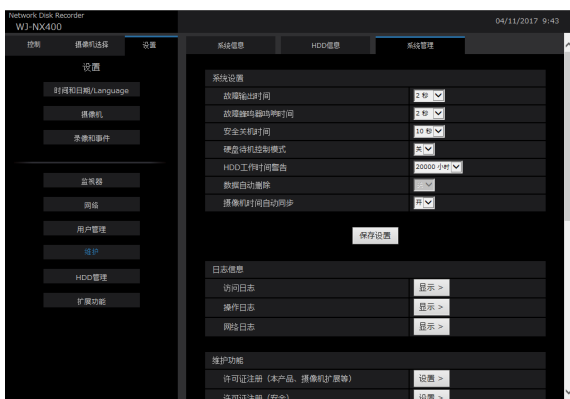 Network Disk Recorder
WJ-NX400
04/11/2017 9:43
控制 摄像机选择 设置
设置
时间和日期/Language
摄像机
录像和事件
监视器
网络
用户管理
维护
HDD管理
扩展功能
系统信息 HDD信息 系统管理
系统设置
故障输出时间 2 秒
故障蜂鸣器鸣响时间 2 秒
安全关机时间 10 秒
硬盘待机控制模式 关
HDD工作时间警告 20000 小时
数据自动删除
摄像机时间自动同步 开
保存设置
日志信息
访问日志 显示 >
操作日志 显示 >
网络日志 显示 >
维护功能
许可证注册（本产品、摄像机扩展等） 设置 >
许可证注册（安全） 设置 >